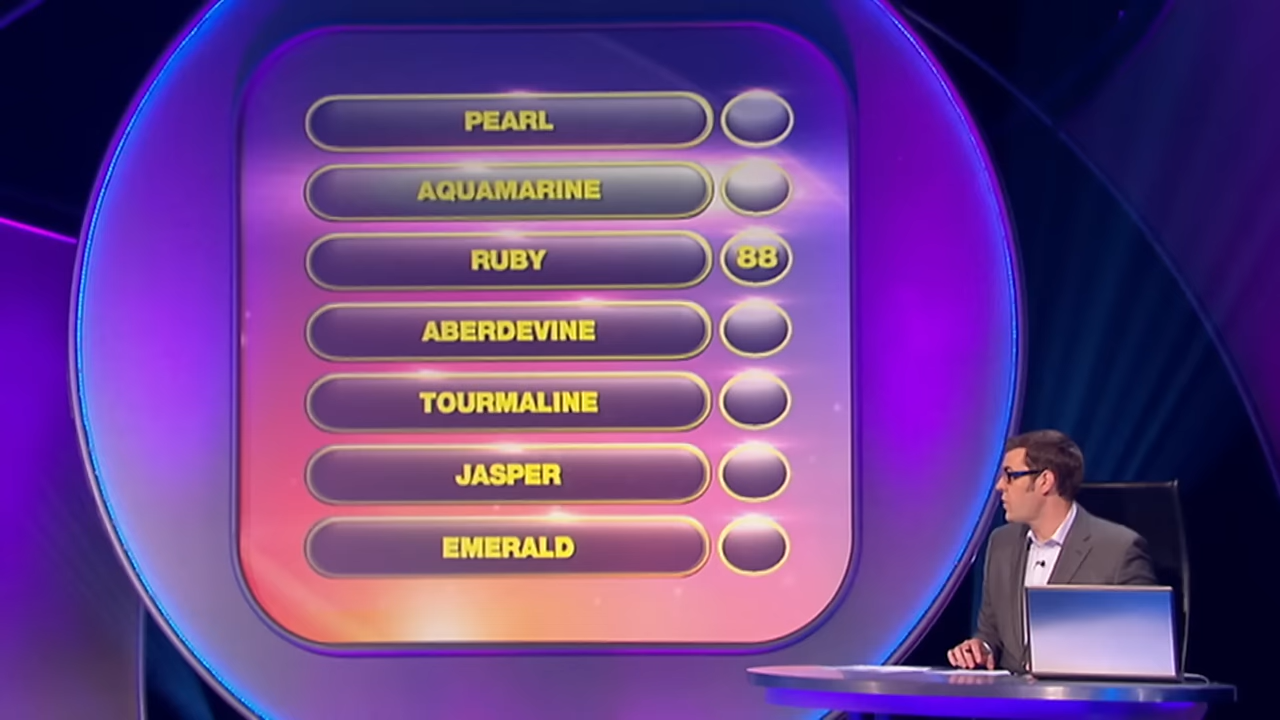 PEARL
AQUAMARINE
RUBY 88
ABERDEVINE
TOURMALINE
JASPER
EMERALD